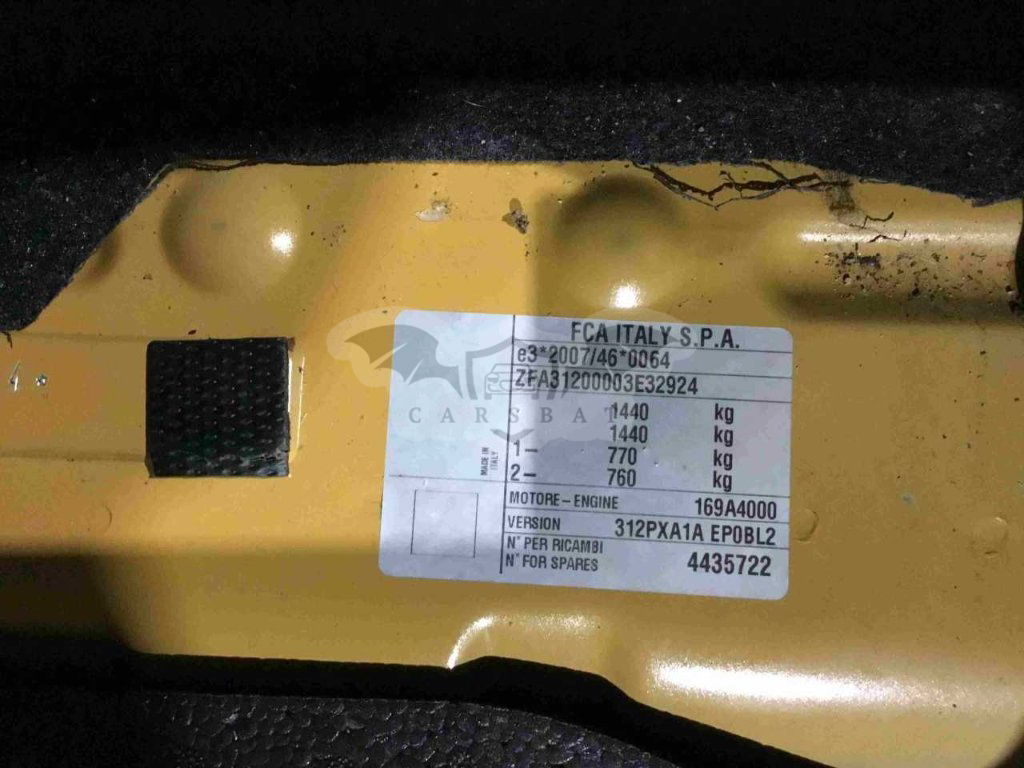 FCA ITALY S.P.A.
e3*2007/46*0064
ZFA31200003E32924
1440 kg
1440 kg
1- 770 kg
2- 760 kg
MADE IN
ITALY
MOTORE - ENGINE 169A4000
VERSION 312PXA1A EP0BL2
N° PER RICAMBI
N° FOR SPARES 4435722
CARSBAT